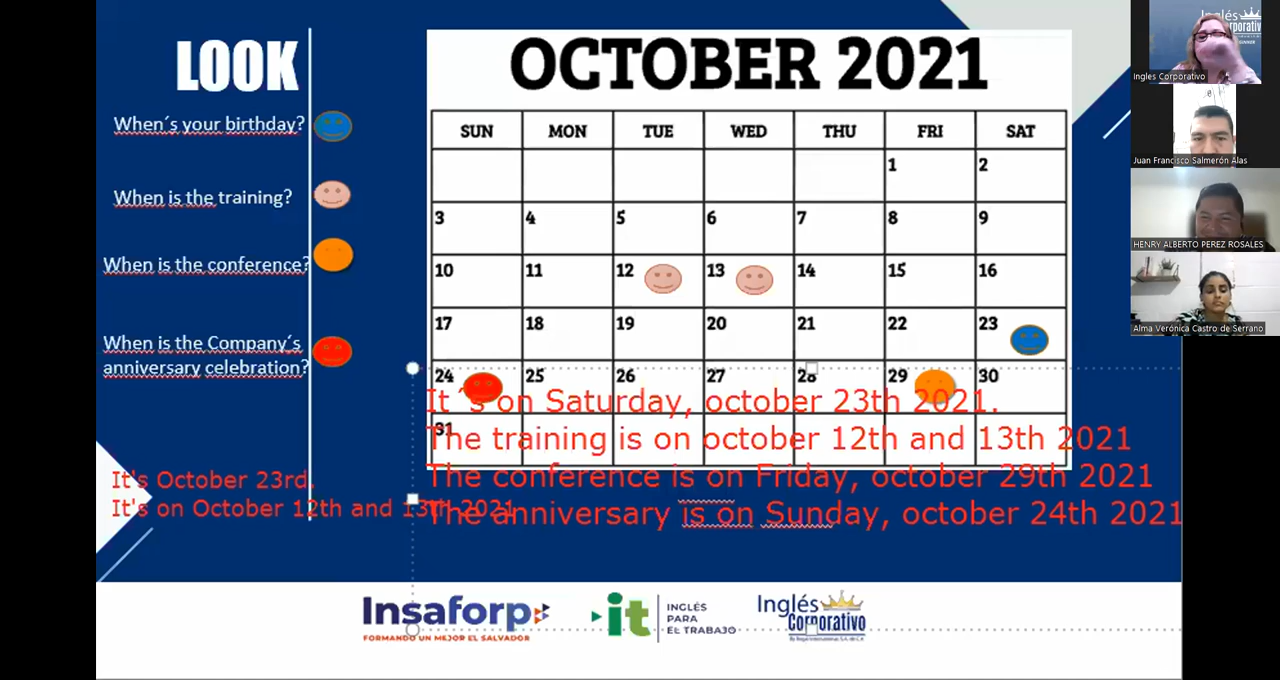 LOOK
When´s your birthday?
When is the training?
When is the conference?
When is the Company´s
anniversary celebration?
It's October 23rd.
It's on October 12th and 13th 2021
OCTOBER 2021
SUN MON TUE WED THU FRI SAT
1 2
3 4 5 6 7 8 9
10 11 12 13 14 15 16
17 18 19 20 21 22 23
24 25 26 27 28 29 30
31
It´s on Saturday, october 23th 2021.
The training is on october 12th and 13th 2021
The conference is on Friday, october 29th 2021
The anniversary is on Sunday, october 24th 2021
Insaforp
FORMANDO UN MEJOR EL SALVADOR
it
INGLÉS
PARA
EL TRABAJO
Inglés
Corporativo
Inglés
Corporativo
Ingles Corporativo
Juan Francisco Salmerón Alas
HENRY ALBERTO PEREZ ROSALES
Alma Verónica Castro de Serrano